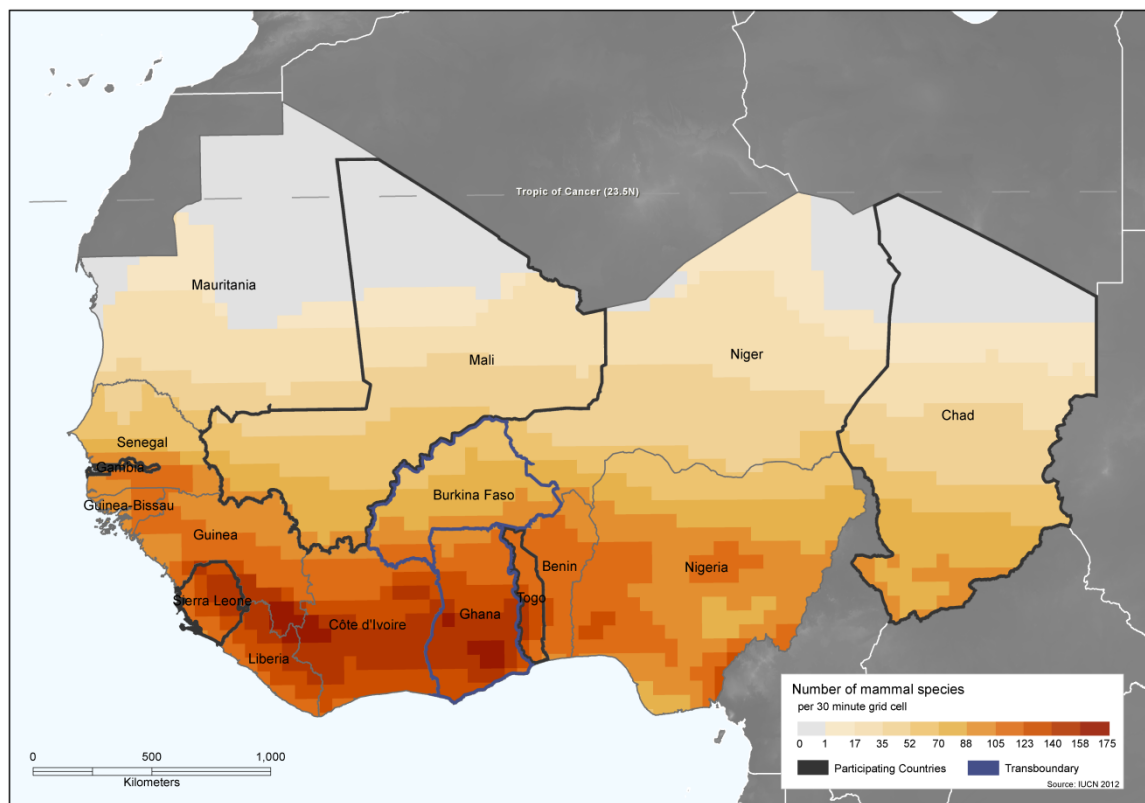 Tropic of Cancer (23.5N)
Mauritania
Mali
Niger
Chad
Senegal
Gambia
Burkina Faso
Guinea-Bissau
Guinea
Benin
Nigeria
Sierra Leone
Togo
Ghana
Côte d'Ivoire
Liberia
Number of mammal species
per 30 minute grid cell
0 1 17 35 52 70 88 105 123 140 158 175
Participating Countries Transboundary
Source: IUCN 2012
0 500 1,000
Kilometers